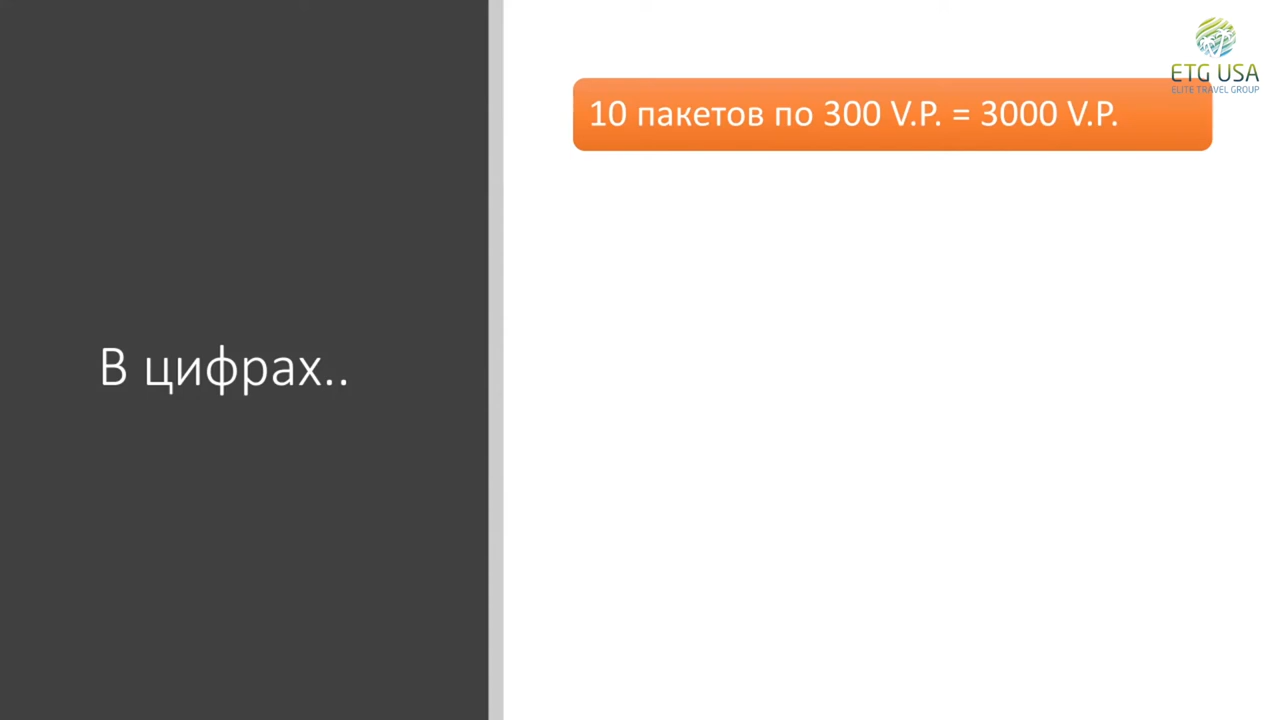 ETG USA
ELITE TRAVEL GROUP
10 пакетов по 300 V.P. = 3000 V.P.
В цифрах..